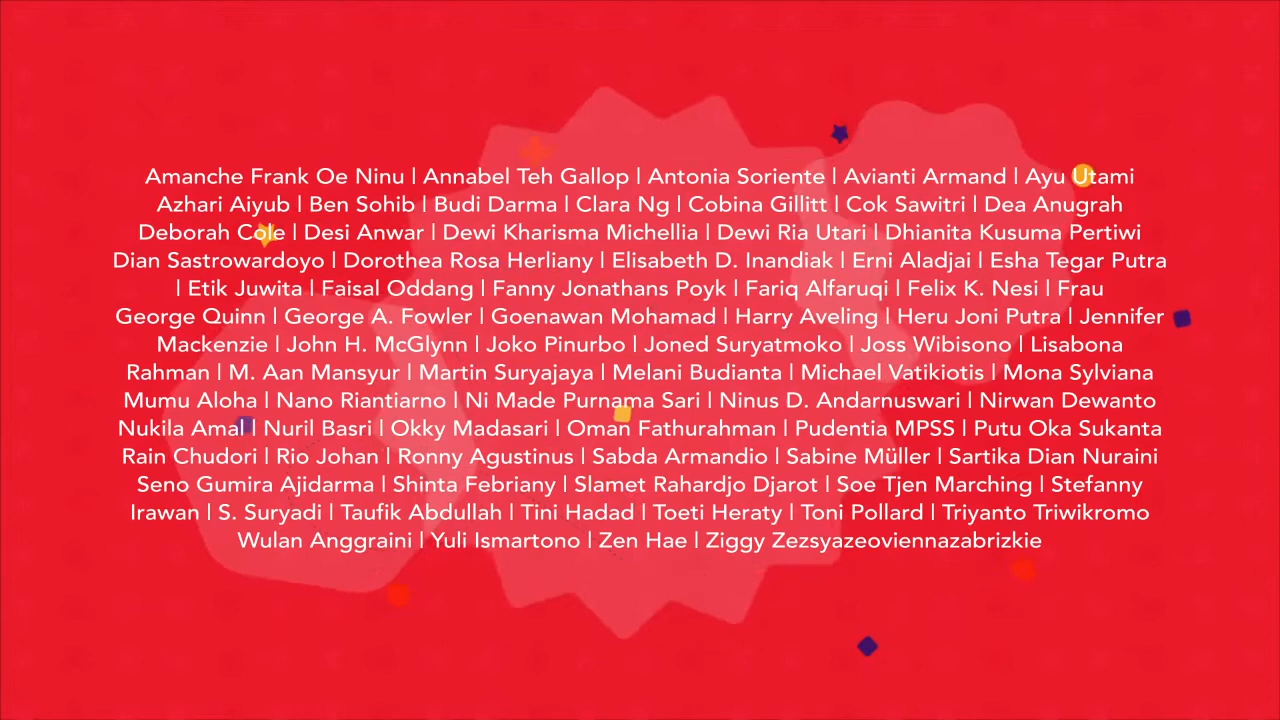 Amanche Frank Oe Ninu | Annabel Teh Gallop | Antonia Soriente | Avianti Armand | Ayu Utami
Azhari Aiyub | Ben Sohib | Budi Darma | Clara Ng | Cobina Gillitt | Cok Sawitri | Dea Anugrah
Deborah Cole | Desi Anwar | Dewi Kharisma Michellia | Dewi Ria Utari | Dhianita Kusuma Pertiwi
Dian Sastrowardoyo | Dorothea Rosa Herliany | Elisabeth D. Inandiak | Erni Aladjai | Esha Tegar Putra
| Etik Juwita | Faisal Oddang | Fanny Jonathans Poyk | Fariq Alfaruqi | Felix K. Nesi | Frau
George Quinn | George A. Fowler | Goenawan Mohamad | Harry Aveling | Heru Joni Putra | Jennifer
Mackenzie | John H. McGlynn | Joko Pinurbo | Joned Suryatmoko | Joss Wibisono | Lisabona
Rahman | M. Aan Mansyur | Martin Suryajaya | Melani Budianta | Michael Vatikiotis | Mona Sylviana
Mumu Aloha | Nano Riantiarno | Ni Made Purnama Sari | Ninus D. Andarnuswari | Nirwan Dewanto
Nukila Amal | Nuril Basri | Okky Madasari | Oman Fathurahman | Pudentia MPSS | Putu Oka Sukanta
Rain Chudori | Rio Johan | Ronny Agustinus | Sabda Armandio | Sabine Müller | Sartika Dian Nuraini
Seno Gumira Ajidarma | Shinta Febriany | Slamet Rahardjo Djarot | Soe Tjen Marching | Stefanny
Irawan | S. Suryadi | Taufik Abdullah | Tini Hadad | Toeti Heraty | Toni Pollard | Triyanto Triwikromo
Wulan Anggraini | Yuli Ismartono | Zen Hae | Ziggy Zezsyazeoviennazabrizkie